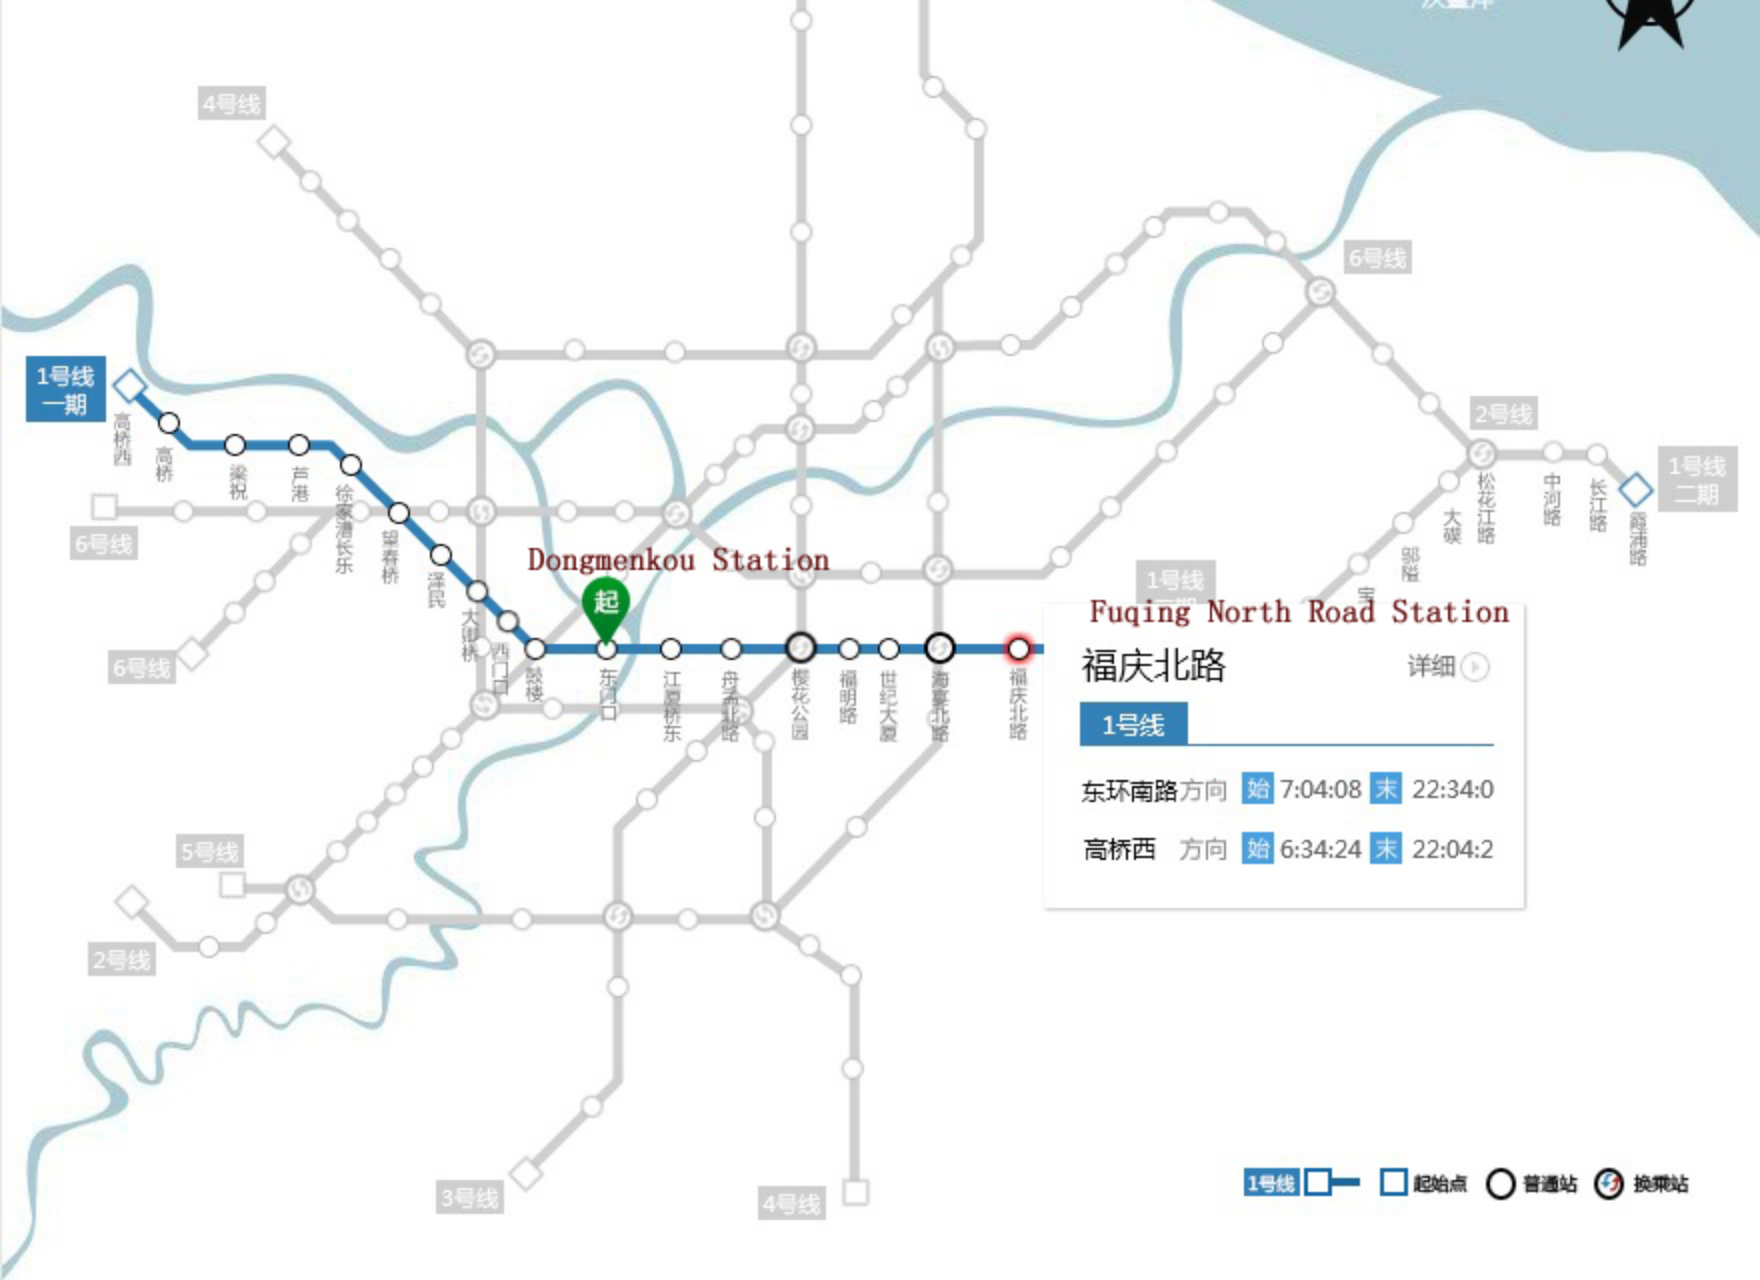 4号线
6号线
1号线
一期
高桥西
高桥
梁祝
芦港
徐家漕长乐
望春桥
泽民
大卿桥
西门口
鼓楼
6号线
6号线
Dongmenkou Station
起
东门口
江厦桥东
舟孟北路
樱花公园
福明路
世纪大厦
海晏北路
福庆北路
2号线
1号线
二期
松花江路
中河路
长江路
霞浦路
大碶
邬隘
宝
1号线
Fuqing North Road Station
福庆北路
详细
1号线
东环南路方向 始 7:04:08 末 22:34:0
高桥西 方向 始 6:34:24 末 22:04:2
5号线
2号线
3号线
4号线
1号线 起始点 普通站 换乘站